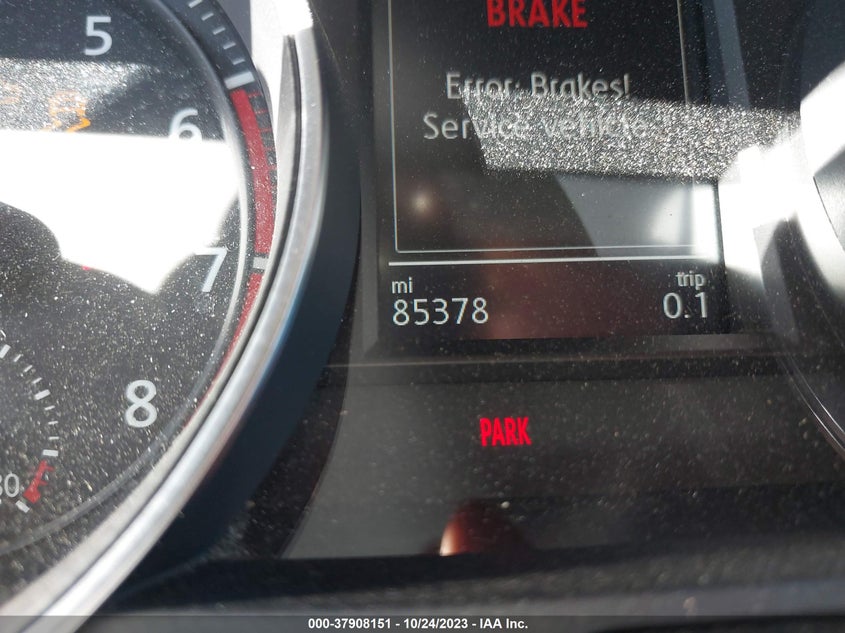 BRAKE
Error: Brakes!
Service vehicle.
5
6
7
8
mi
85378
trip
0.1
PARK
000-37908151 - 10/24/2023 - IAA Inc.